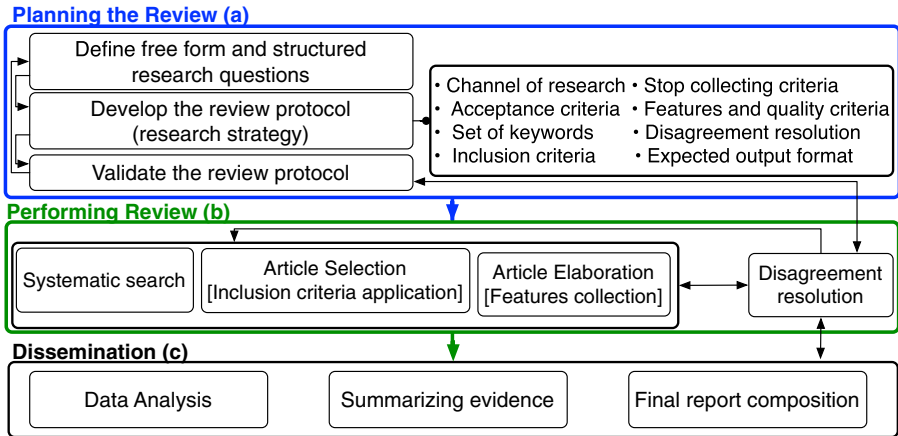 Planning the Review (a)
Define free form and structured
research questions
Develop the review protocol
(research strategy)
Validate the review protocol
• Channel of research
• Acceptance criteria
• Set of keywords
• Inclusion criteria
• Stop collecting criteria
• Features and quality criteria
• Disagreement resolution
• Expected output format
Performing Review (b)
Systematic search
Article Selection
[Inclusion criteria application]
Article Elaboration
[Features collection]
Disagreement
resolution
Dissemination (c)
Data Analysis
Summarizing evidence
Final report composition